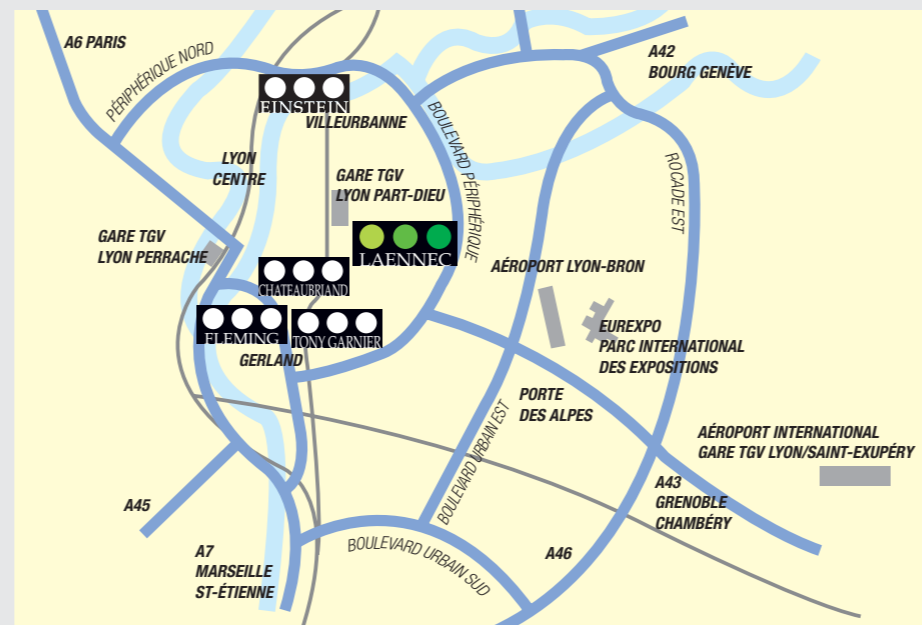 A6 PARIS
PÉRIPHÉRIQUE NORD
A42
BOURG GENÈVE
EINSTEIN
VILLEURBANNE
BOULEVARD PÉRIPHÉRIQUE
LYON
CENTRE
GARE TGV
LYON PART-DIEU
ROCADE EST
GARE TGV
LYON PERRACHE
LAENNEC
CHATEAUBRIAND
AÉROPORT LYON-BRON
FLEMING
TONY GARNIER
GERLAND
EUREXPO
PARC INTERNATIONAL
DES EXPOSITIONS
PORTE
DES ALPES
BOULEVARD URBAIN EST
AÉROPORT INTERNATIONAL
GARE TGV LYON/SAINT-EXUPÉRY
A45
A43
GRENOBLE
CHAMBÉRY
A7
MARSEILLE
ST-ÉTIENNE
BOULEVARD URBAIN SUD
A46